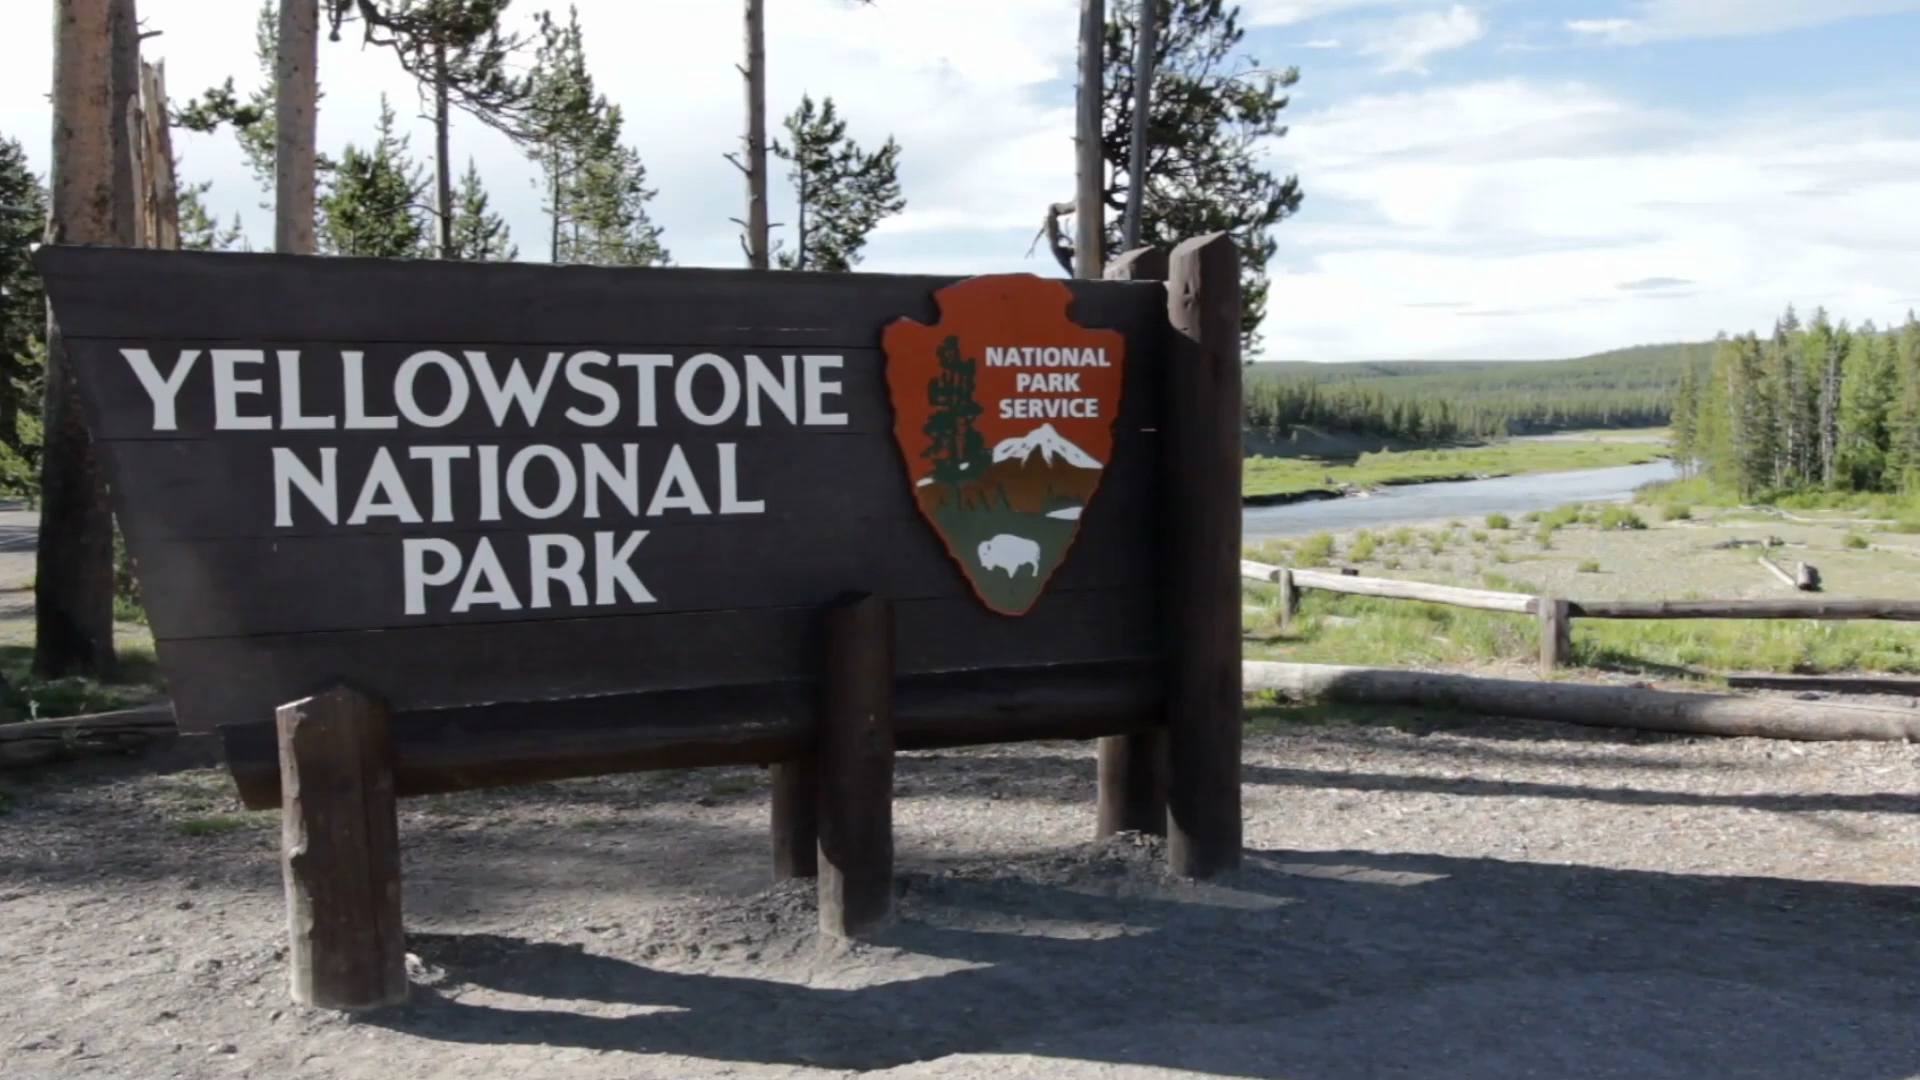 YELLOWSTONE
NATIONAL
PARK
NATIONAL
PARK
SERVICE